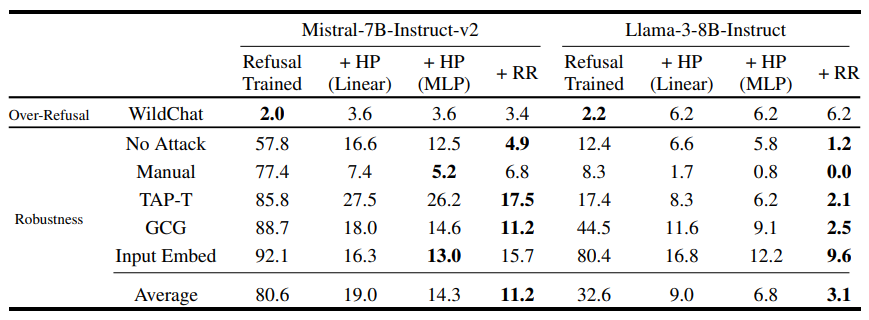 Mistral-7B-Instruct-v2 Llama-3-8B-Instruct
Refusal Trained + HP (Linear) + HP (MLP) + RR Refusal Trained + HP (Linear) + HP (MLP) + RR
Over-Refusal WildChat 2.0 3.6 3.6 3.4 2.2 6.2 6.2 6.2
No Attack 57.8 16.6 12.5 4.9 12.4 6.6 5.8 1.2
Manual 77.4 7.4 5.2 6.8 8.3 1.7 0.8 0.0
TAP-T 85.8 27.5 26.2 17.5 17.4 8.3 6.2 2.1
Robustness
GCG 88.7 18.0 14.6 11.2 44.5 11.6 9.1 2.5
Input Embed 92.1 16.3 13.0 15.7 80.4 16.8 12.2 9.6
Average 80.6 19.0 14.3 11.2 32.6 9.0 6.8 3.1